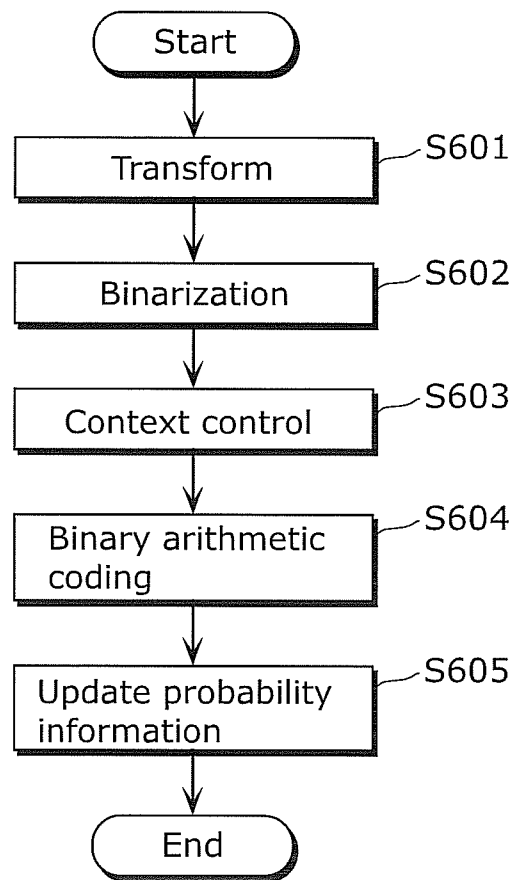 Start
Transform
S601
Binarization
S602
Context control
S603
Binary arithmetic
coding
S604
Update probability
information
S605
End